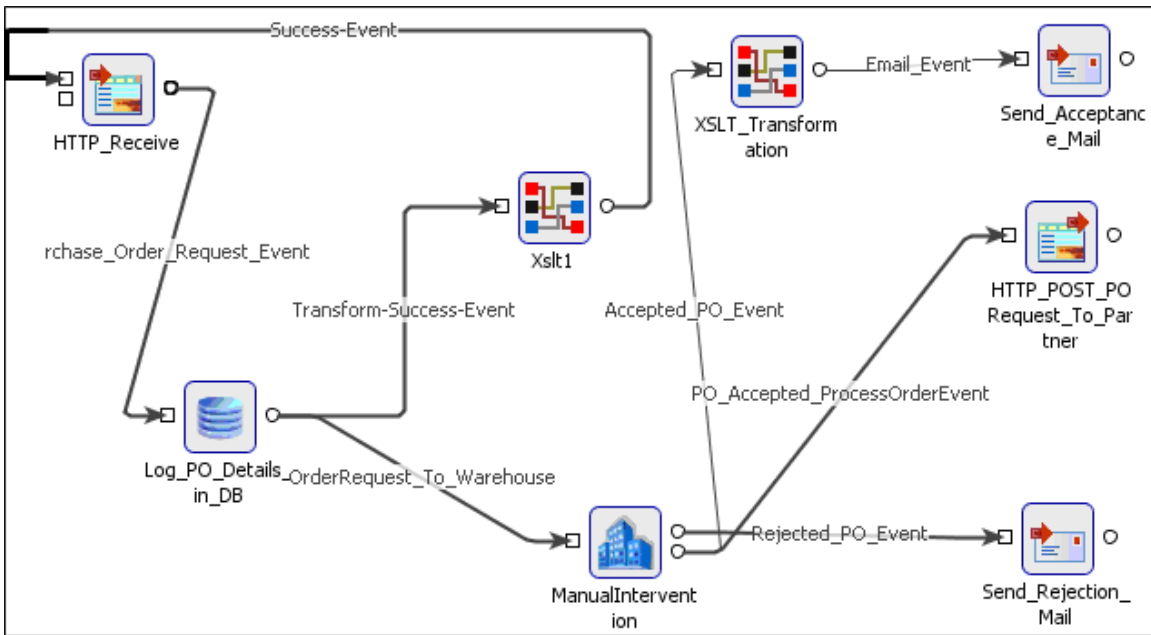 Success-Event
HTTP_Receive
XSLT_Transform
ation
Email_Event
Send_Acceptanc
e_Mail
rchase_Order_Request_Event
Xslt1
Transform-Success-Event
Accepted_PO_Event
HTTP_POST_PO
Request_To_Par
tner
PO_Accepted_ProcessOrderEvent
Log_PO_Details_
in_DB
OrderRequest_To_Warehouse
ManualIntervent
ion
Rejected_PO_Event
Send_Rejection_
Mail